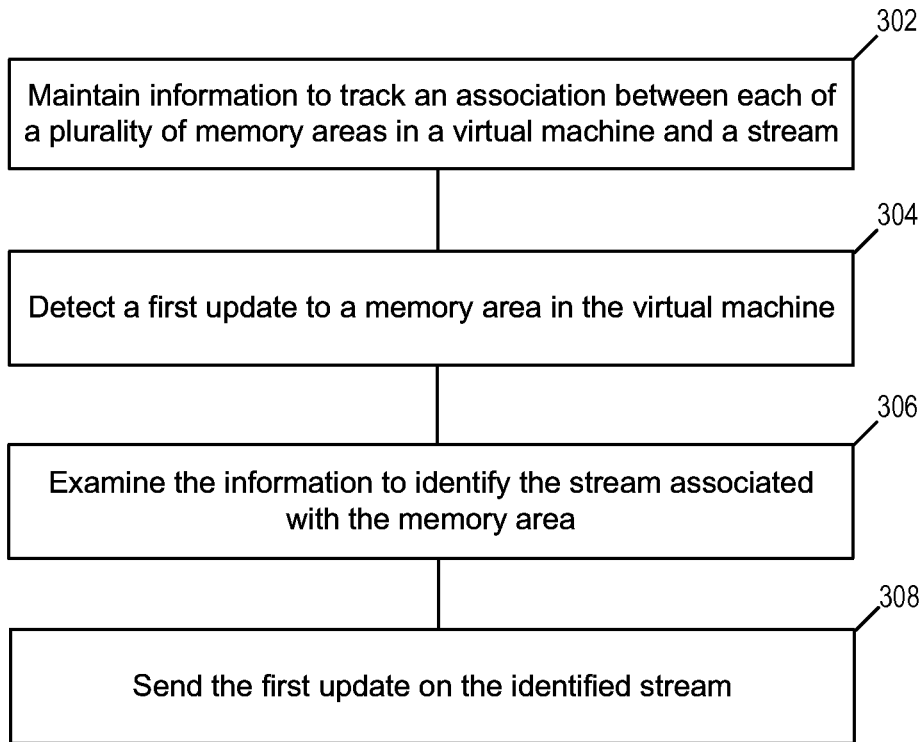 302
Maintain information to track an association between each of
a plurality of memory areas in a virtual machine and a stream
304
Detect a first update to a memory area in the virtual machine
306
Examine the information to identify the stream associated
with the memory area
308
Send the first update on the identified stream